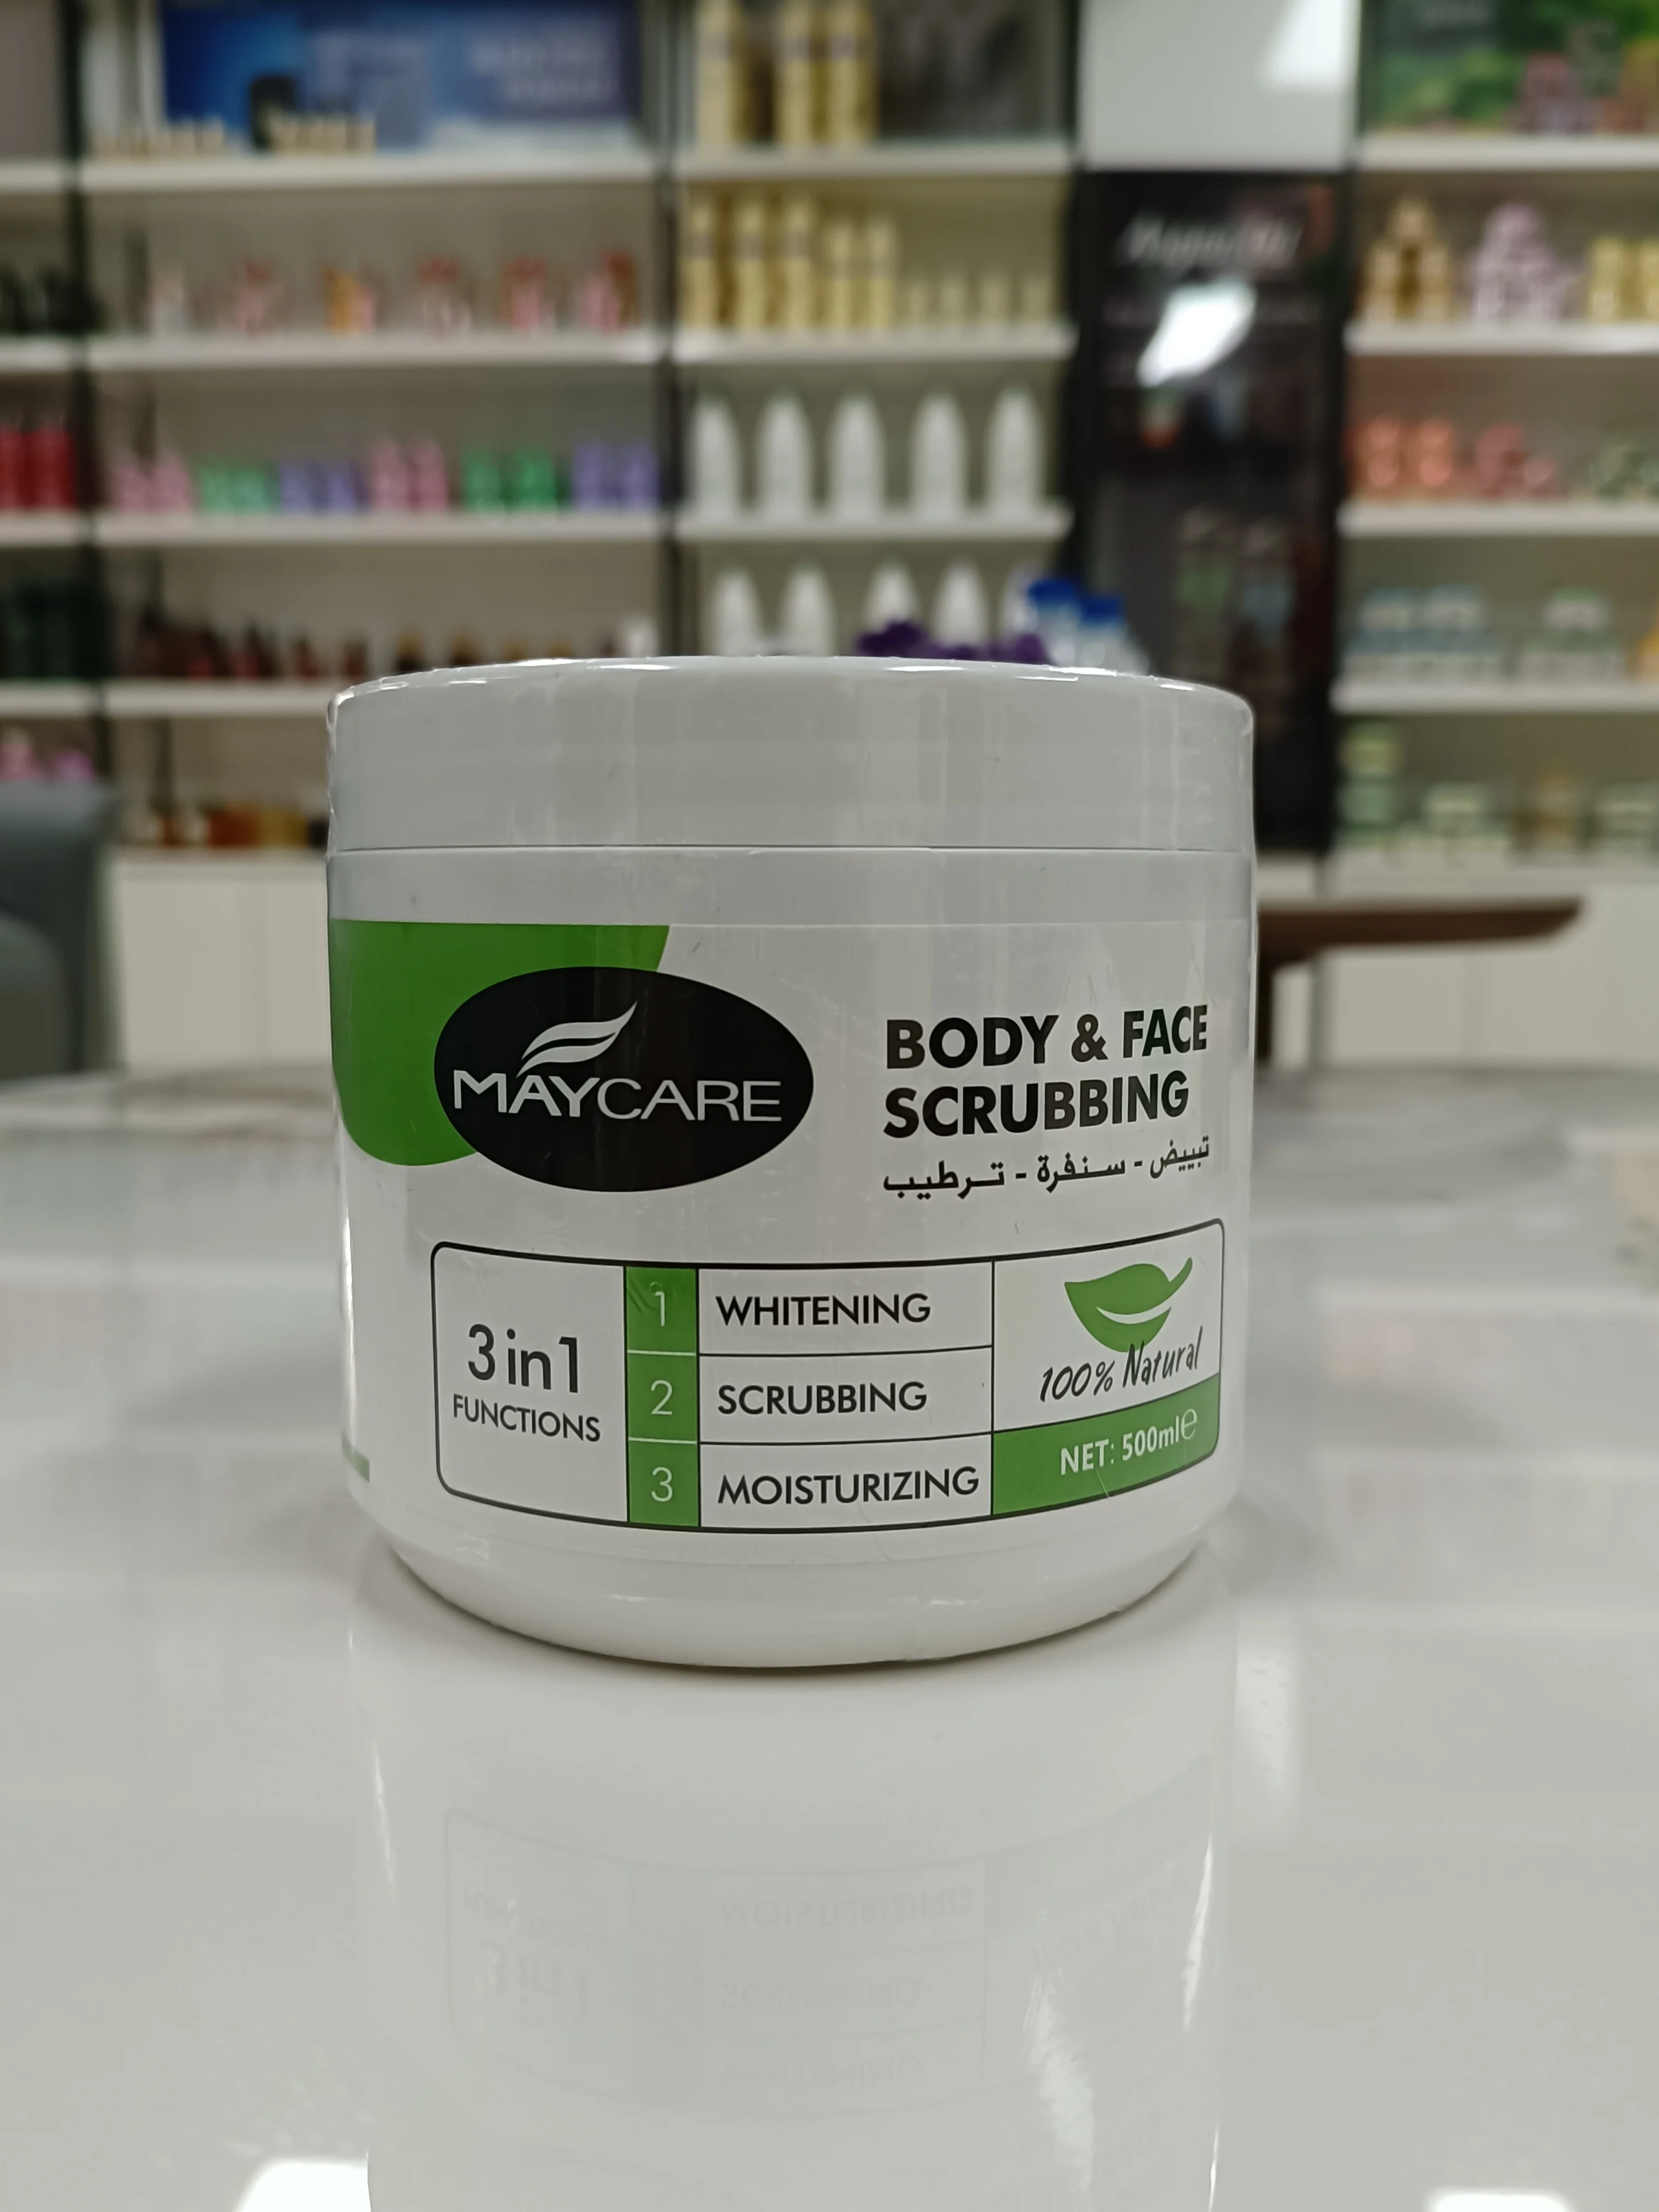 MAYCARE
BODY & FACE
SCRUBBING
تبييض - سنفرة - ترطيب
3 in 1
FUNCTIONS
1 WHITENING
2 SCRUBBING
3 MOISTURIZING
100% Natural
NET: 500ml℮